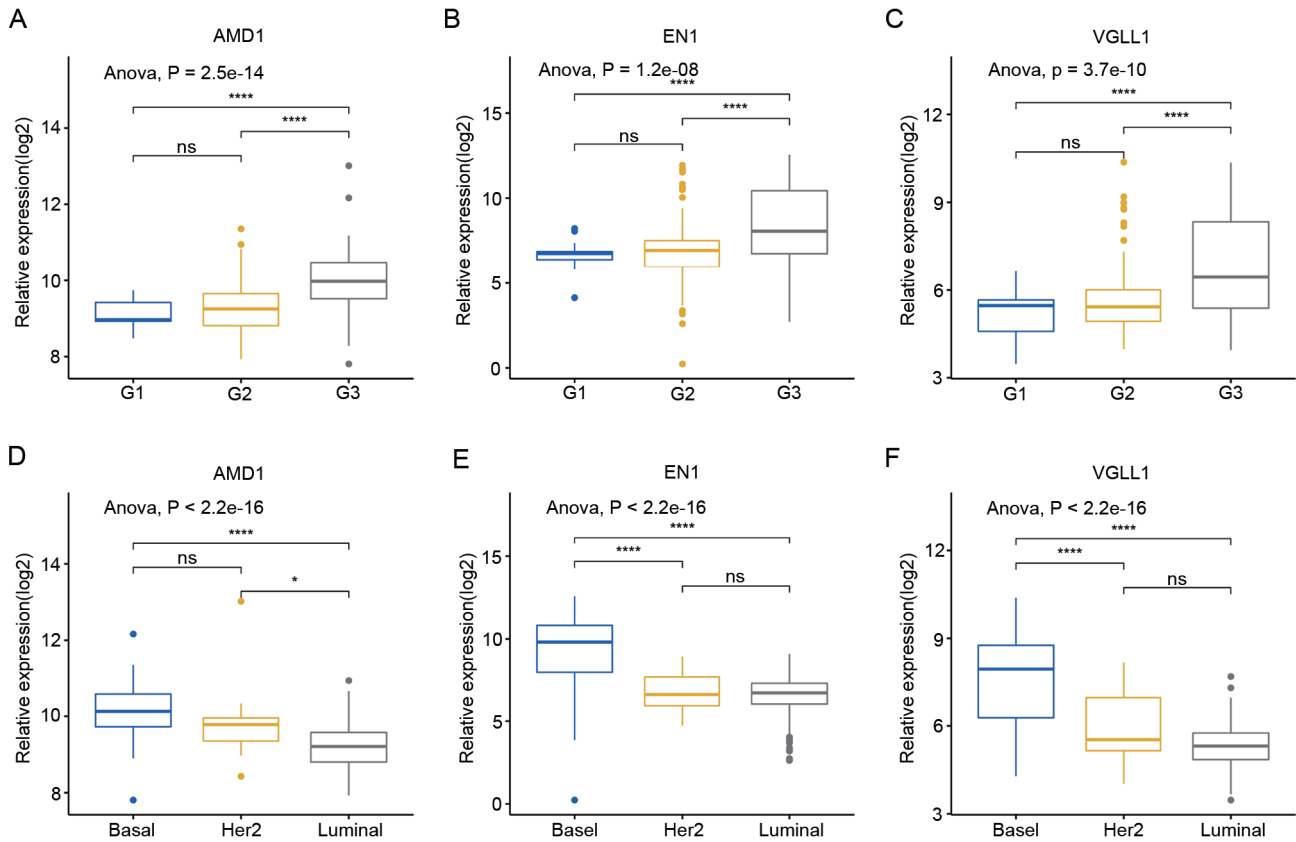 A
AMD1
Anova, P = 2.5e-14
****
****
ns
Relative expression(log2)
14
12
10
8
G1
G2
G3
B
EN1
Anova, P = 1.2e-08
****
****
ns
Relative expression(log2)
15
10
5
0
G1
G2
G3
C
VGLL1
Anova, p = 3.7e-10
****
****
ns
Relative expression(log2)
12
9
6
3
G1
G2
G3
D
AMD1
Anova, P < 2.2e-16
****
ns
*
Relative expression(log2)
14
12
10
8
Basal
Her2
Luminal
E
EN1
Anova, P < 2.2e-16
****
****
ns
Relative expression(log2)
15
10
5
0
Basel
Her2
Luminal
F
VGLL1
Anova, P < 2.2e-16
****
****
ns
Relative expression(log2)
12
9
6
3
Basel
Her2
Luminal